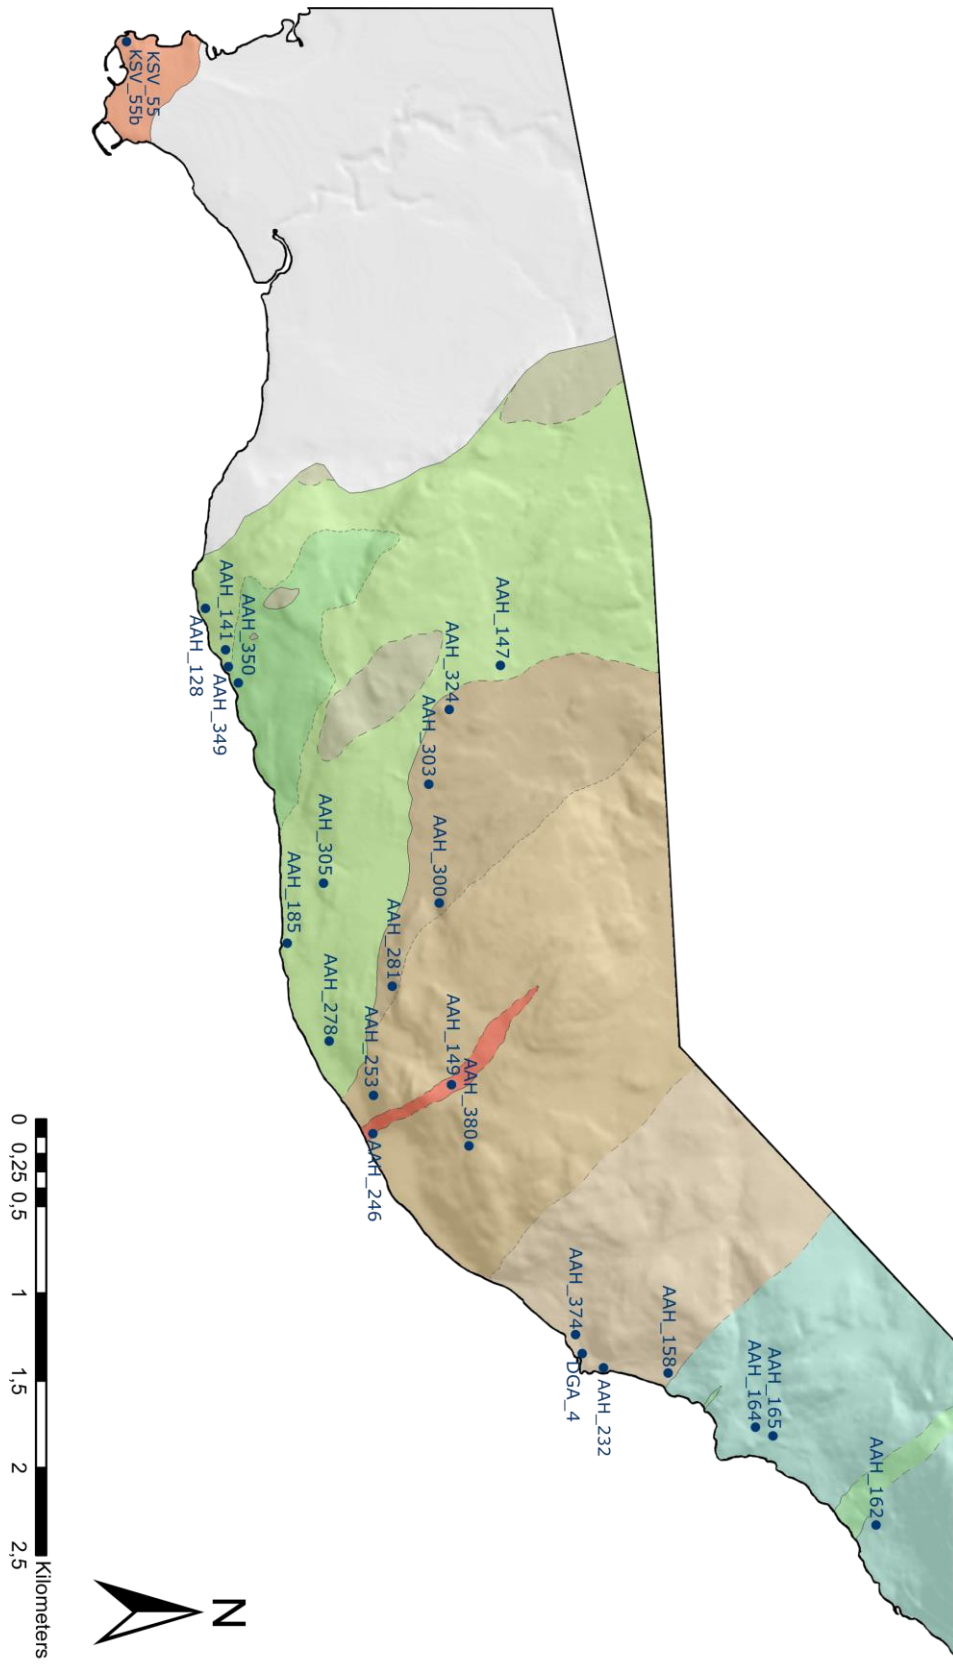 KSV_55
KSV_55b
AAH_147
AAH_324
AAH_141
AAH_350
AAH_128
AAH_349
AAH_303
AAH_300
AAH_305
AAH_185
AAH_281
AAH_278
AAH_149
AAH_253
AAH_380
AAH_246
AAH_374
DGA_4
AAH_232
AAH_158
AAH_165
AAH_164
AAH_162
0 0,25 0,5 1 1,5 2 2,5
Kilometers
N